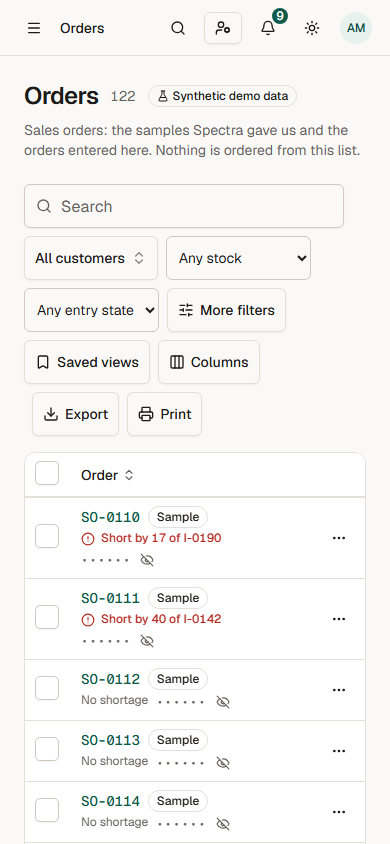 Orders
9
AM
Orders 122 Synthetic demo data
Sales orders: the samples Spectra gave us and the
orders entered here. Nothing is ordered from this list.
Search
All customers Any stock
Any entry state More filters
Saved views Columns
Export Print
Order
SO-0110 Sample
Short by 17 of I-0190
••••••
SO-0111 Sample
Short by 40 of I-0142
••••••
SO-0112 Sample
No shortage ••••••
SO-0113 Sample
No shortage ••••••
SO-0114 Sample
No shortage ••••••